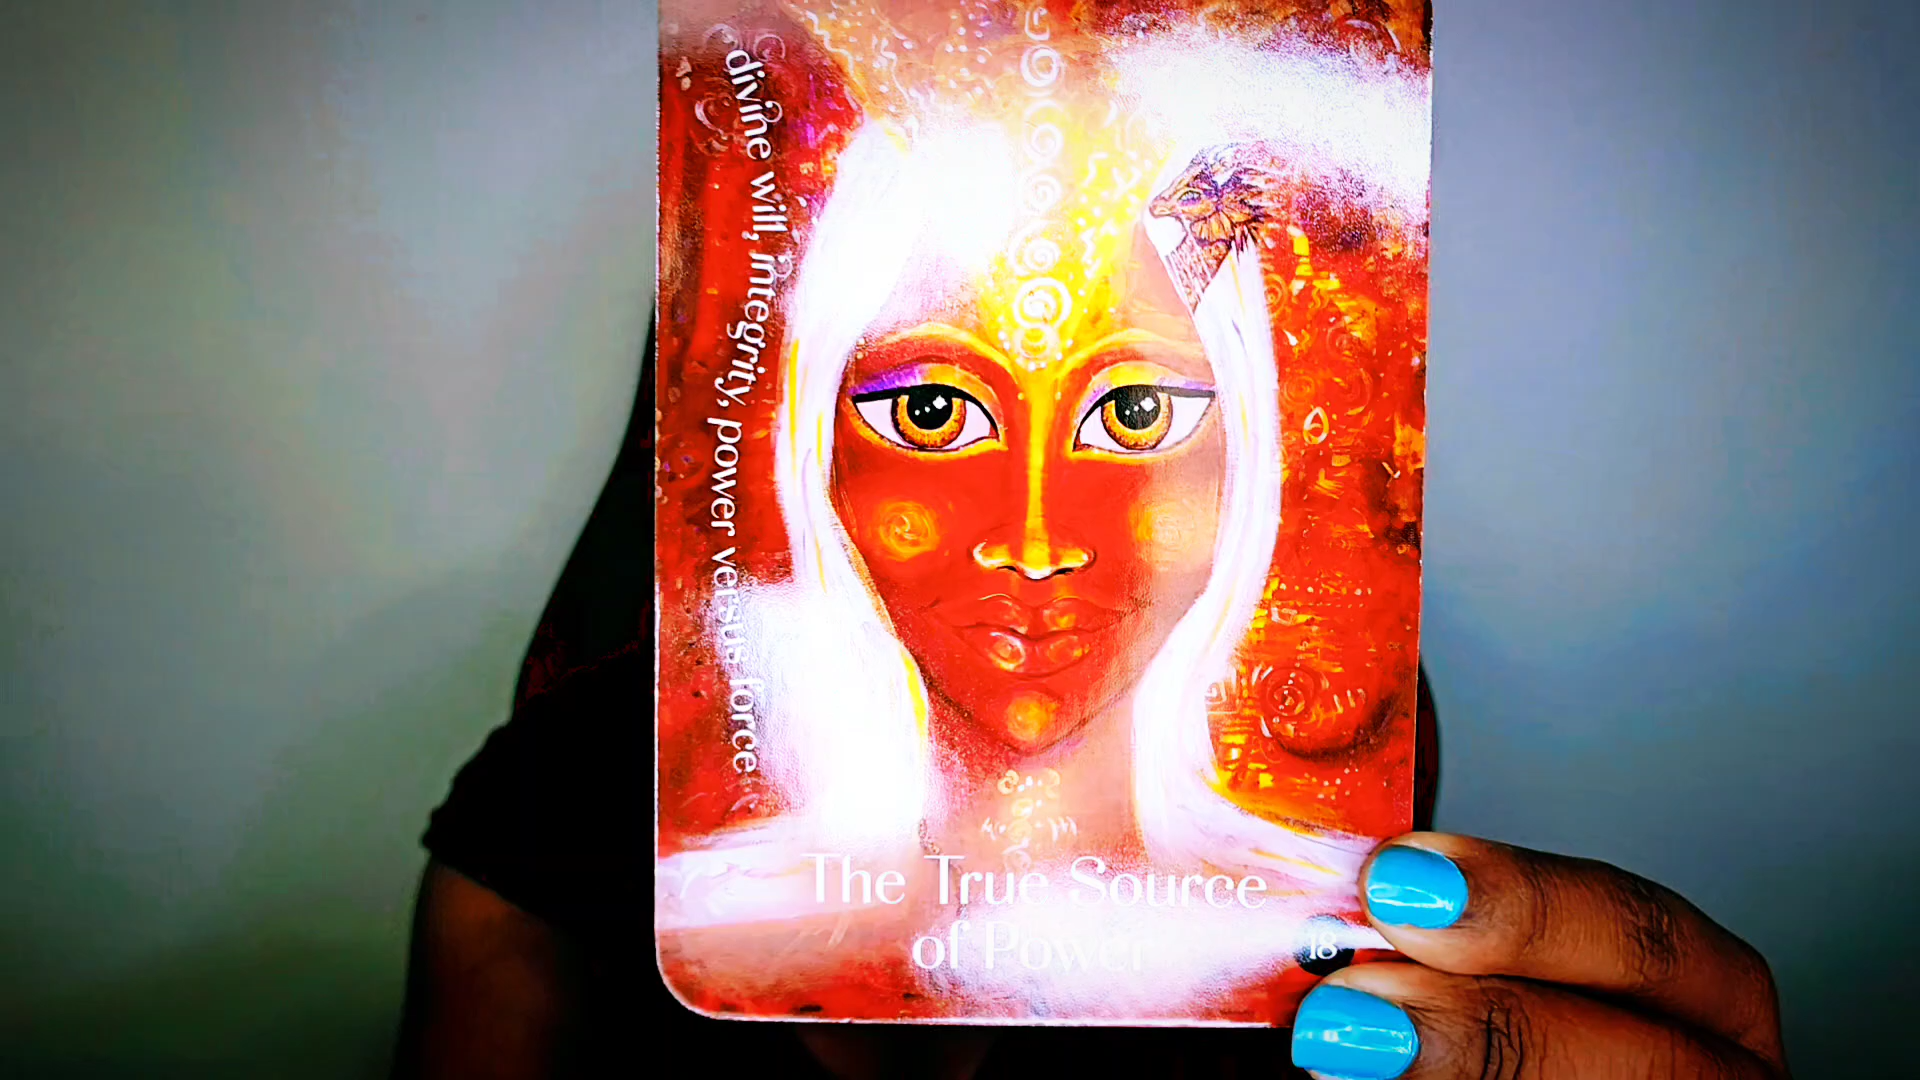 divine will, integrity, power versus force
The True Source
of Power
18